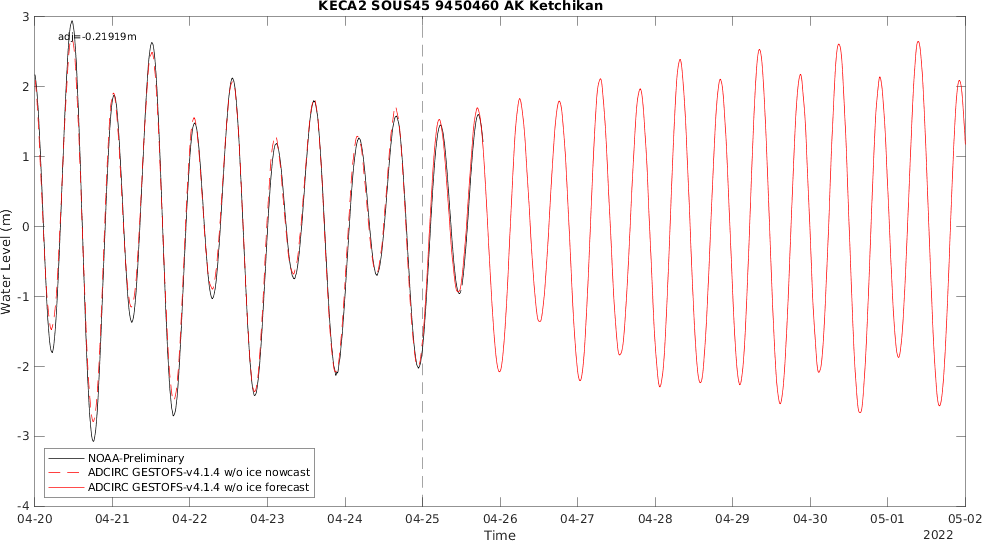 KECA2 SOUS45 9450460 AK Ketchikan
adj=-0.21919m
3
2
1
0
-1
-2
-3
-4
Water Level (m)
NOAA-Preliminary
ADCIRC GESTOFS-v4.1.4 w/o ice nowcast
ADCIRC GESTOFS-v4.1.4 w/o ice forecast
04-20 04-21 04-22 04-23 04-24 04-25 04-26 04-27 04-28 04-29 04-30 05-01 05-02
Time
2022